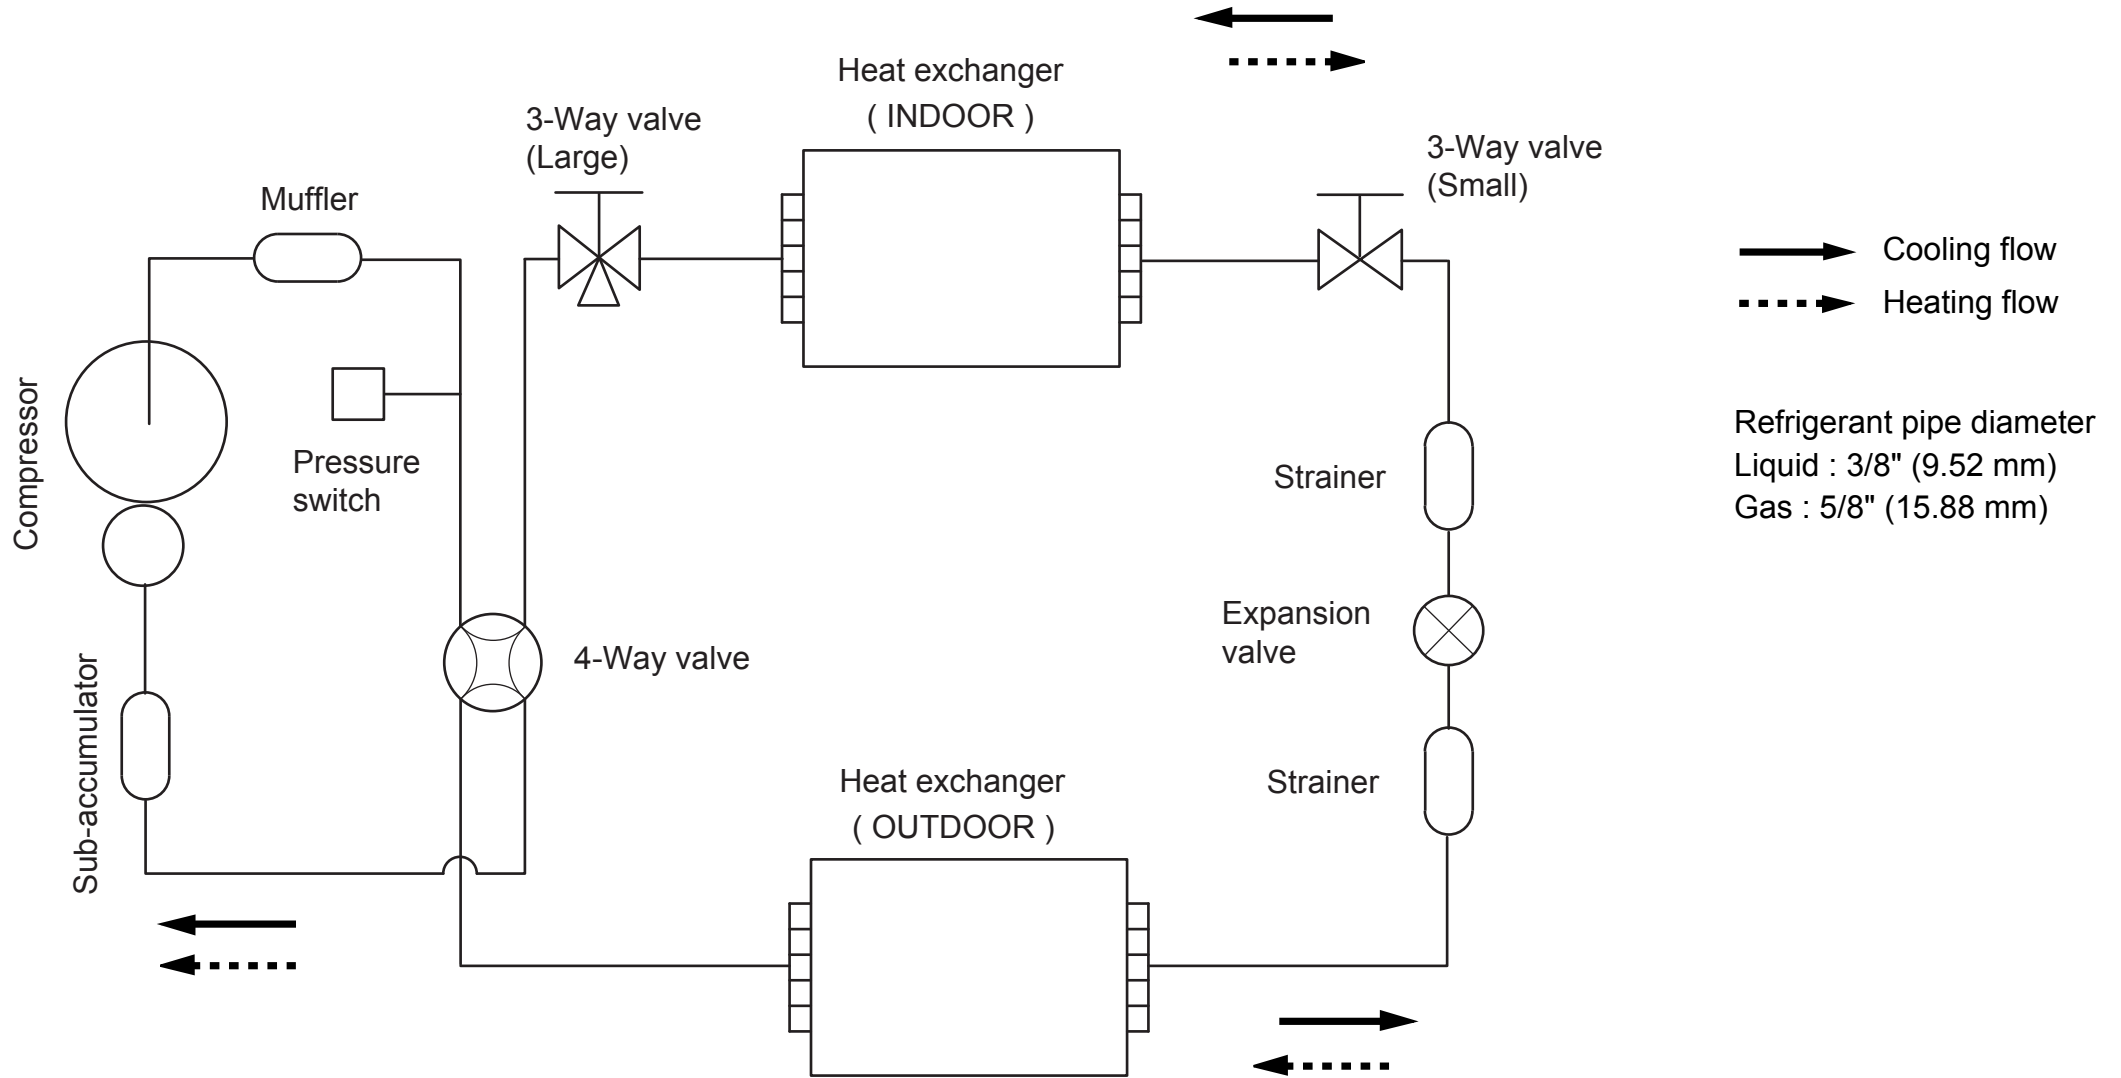 Heat exchanger
( INDOOR )
3-Way valve
(Large)
3-Way valve
(Small)
Muffler
Cooling flow
Heating flow
Compressor
Pressure
switch
Refrigerant pipe diameter
Liquid : 3/8" (9.52 mm)
Gas : 5/8" (15.88 mm)
Strainer
Expansion
valve
4-Way valve
Sub-accumulator
Heat exchanger
( OUTDOOR )
Strainer